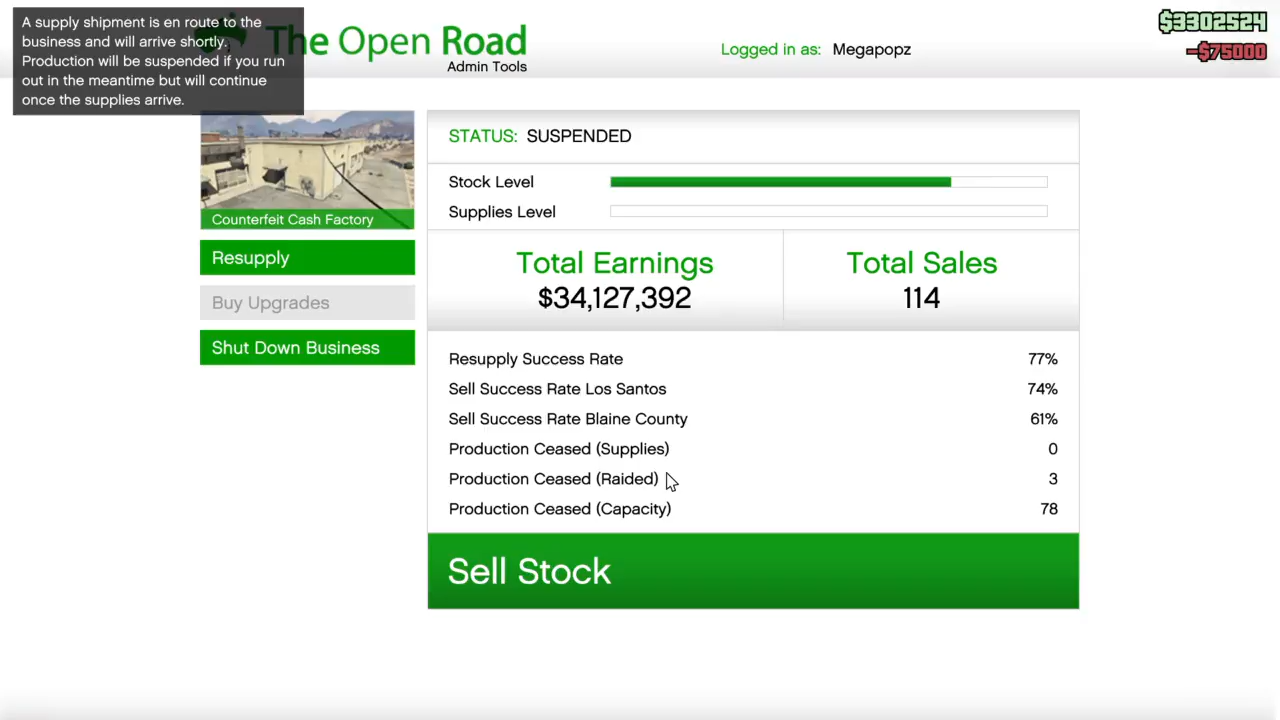 A supply shipment is en route to the
business and will arrive shortly.
Production will be suspended if you run
out in the meantime but will continue
once the supplies arrive.
The Open Road
Admin Tools
Logged in as: Megapopz
$3302524
-$75000
Counterfeit Cash Factory
Resupply
Buy Upgrades
Shut Down Business
STATUS: SUSPENDED
Stock Level
Supplies Level
Total Earnings
$34,127,392
Total Sales
114
Resupply Success Rate 77%
Sell Success Rate Los Santos 74%
Sell Success Rate Blaine County 61%
Production Ceased (Supplies) 0
Production Ceased (Raided) 3
Production Ceased (Capacity) 78
Sell Stock